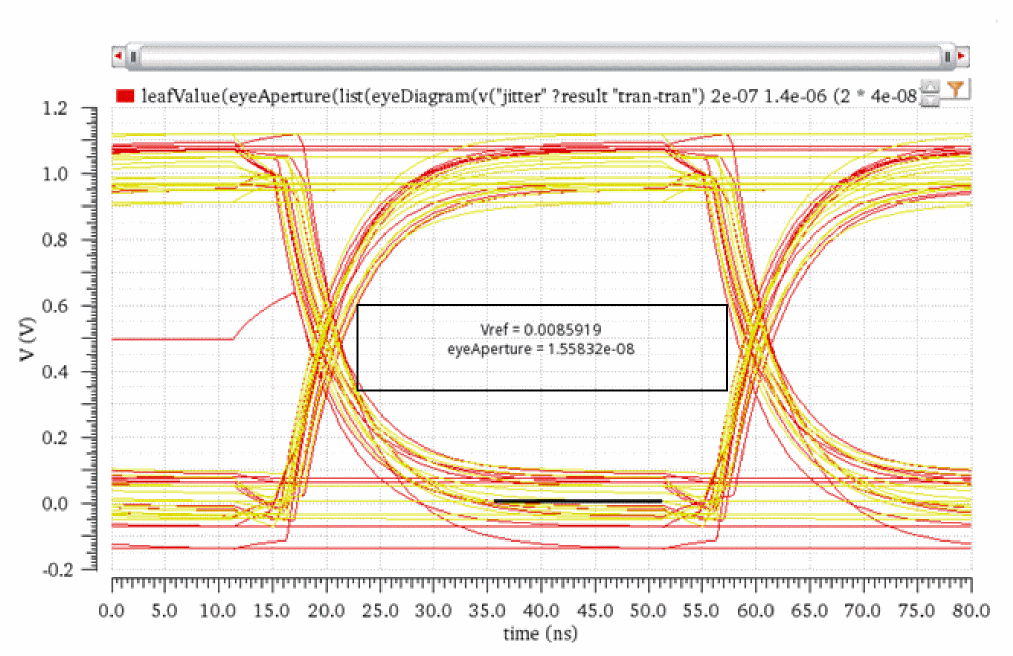 leafValue(eyeAperture(list(eyeDiagram(v("jitter" ?result "tran-tran") 2e-07 1.4e-06 (2 * 4e-08)
1.2
1.0
0.8
0.6
0.4
0.2
0.0
-0.2
V (V)
Vref = 0.0085919
eyeAperture = 1.55832e-08
0.0 5.0 10.0 15.0 20.0 25.0 30.0 35.0 40.0 45.0 50.0 55.0 60.0 65.0 70.0 75.0 80.0
time (ns)